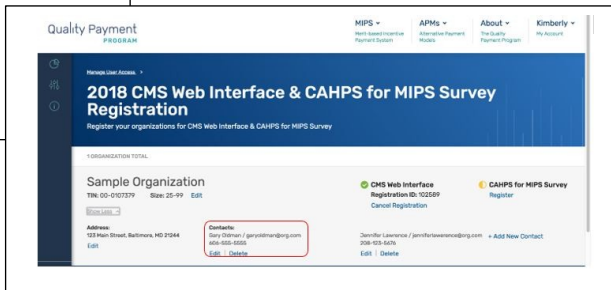 Quality Payment
PROGRAM
MIPS
Merit-based Incentive
Payment System
APMs
Alternative Payment
Models
About
The Quality
Payment Program
Kimberly
My Account
Manage User Access >
2018 CMS Web Interface & CAHPS for MIPS Survey
Registration
Register your organizations for CMS Web Interface & CAHPS for MIPS Survey
1 ORGANIZATION TOTAL
Sample Organization
TIN: 00-0107379 Size: 25-99 Edit
Show Less
CMS Web Interface
Registration ID: 102589
Cancel Registration
CAHPS for MIPS Survey
Register
Address:
123 Main Street, Baltimore, MD 21244
Edit
Contacts:
Gary Oldman / garyoldman@org.com
606-555-5555
Edit | Delete
Jennifer Lawrence / jenniferlawrence@org.com
208-123-5676
Edit | Delete
+ Add New Contact